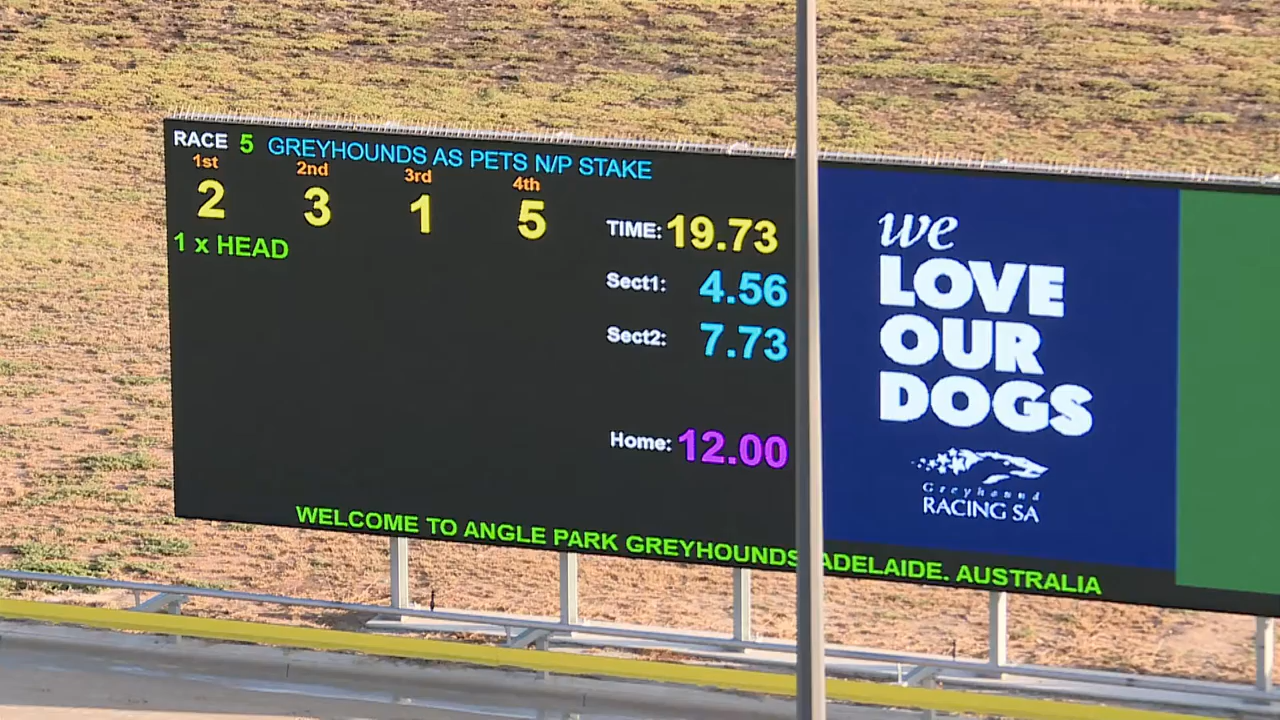 RACE 5 GREYHOUNDS AS PETS N/P STAKE
1st 2nd 3rd 4th
2 3 1 5
1 x HEAD
TIME: 19.73
Sect1: 4.56
Sect2: 7.73
Home: 12.00
WELCOME TO ANGLE PARK GREYHOUNDS ADELAIDE. AUSTRALIA
we
LOVE
OUR
DOGS
Greyhound
RACING SA